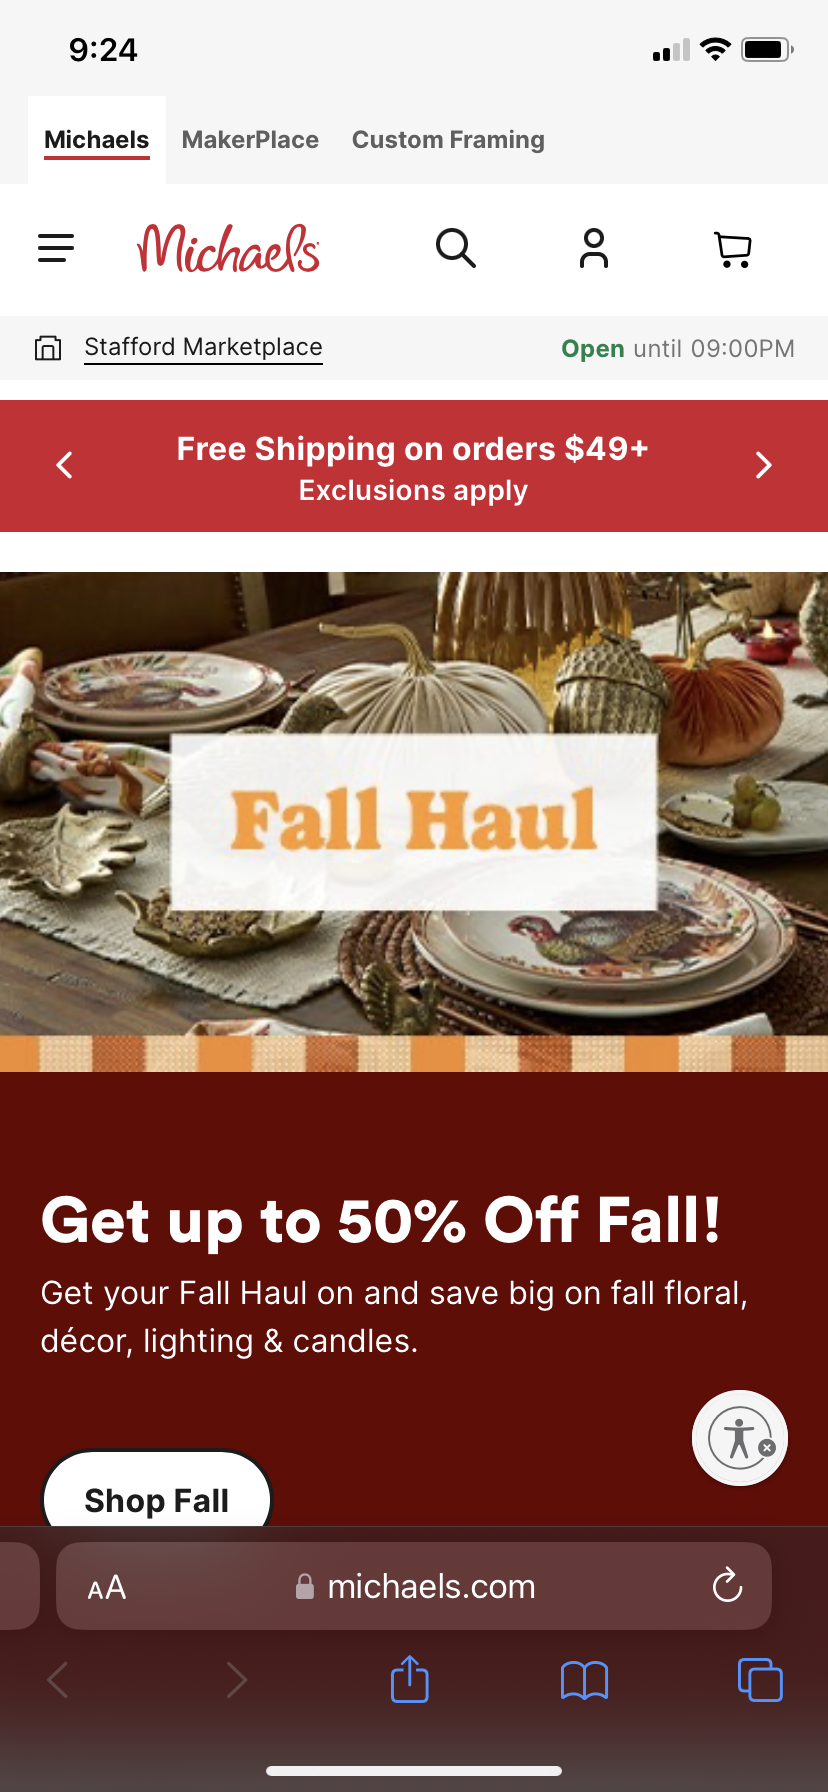 9:24
Michaels MakerPlace Custom Framing
Michaels
Stafford Marketplace Open until 09:00PM
Free Shipping on orders $49+
Exclusions apply
Fall Haul
Get up to 50% Off Fall!
Get your Fall Haul on and save big on fall floral,
décor, lighting & candles.
Shop Fall
AA michaels.com